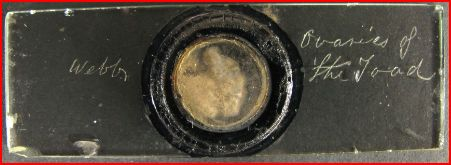 Webb
Ovaries of
the Toad